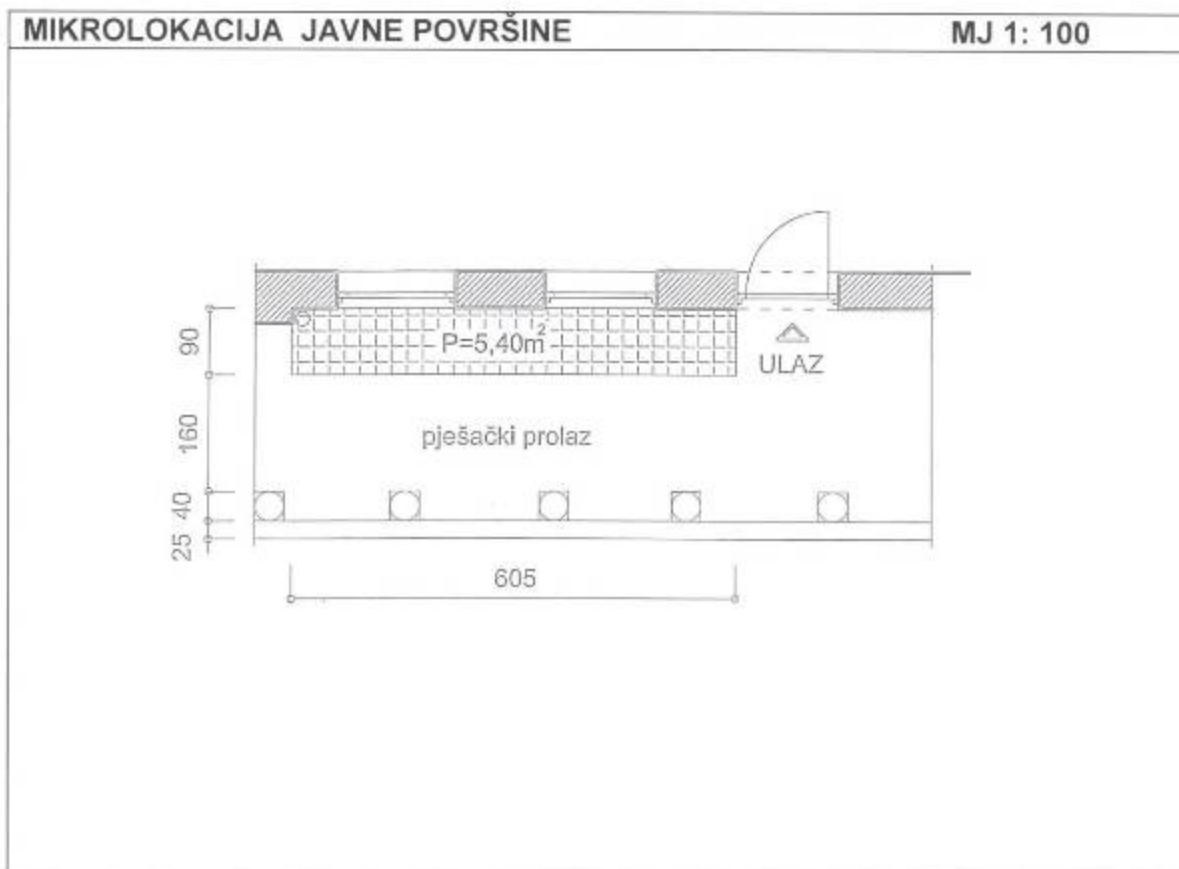 MIKROLOKACIJA JAVNE POVRŠINE
MJ 1: 100
90
P=5,40m²
ULAZ
160
pješački prolaz
40
25
605